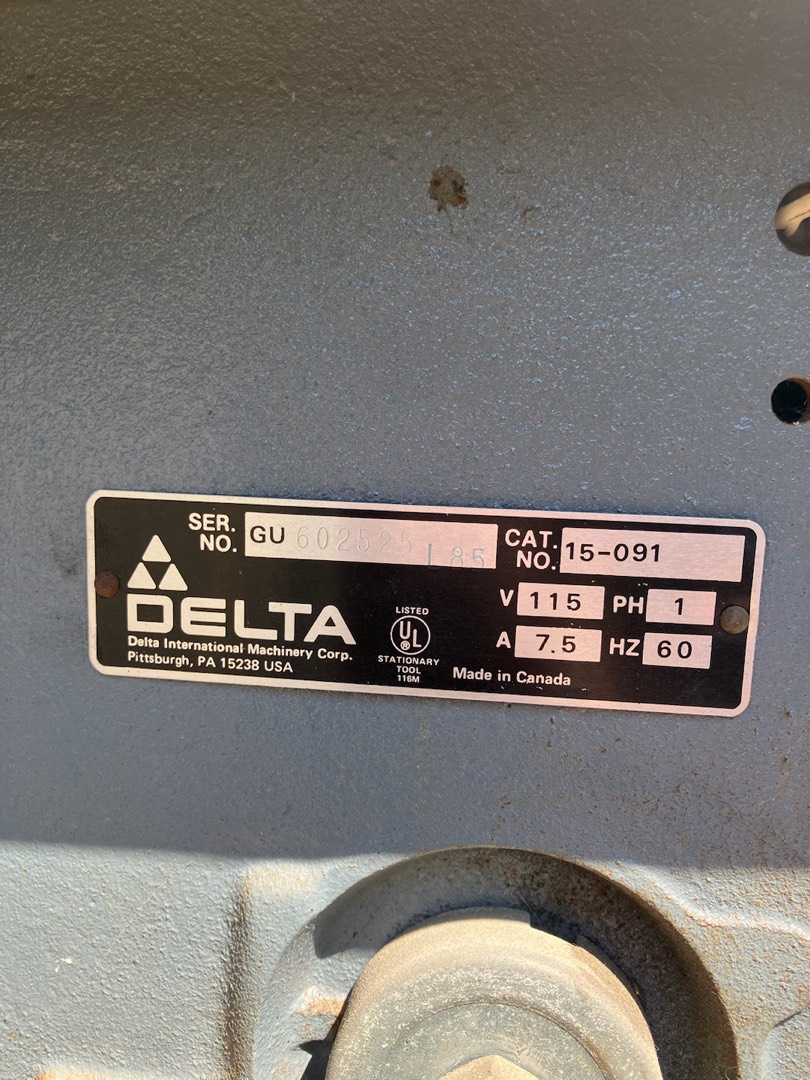 SER. NO. GU 602525 L85
CAT. NO. 15-091
V 115 PH 1
A 7.5 HZ 60
DELTA
Delta International Machinery Corp.
Pittsburgh, PA 15238 USA
LISTED
UL
STATIONARY
TOOL
116M
Made in Canada